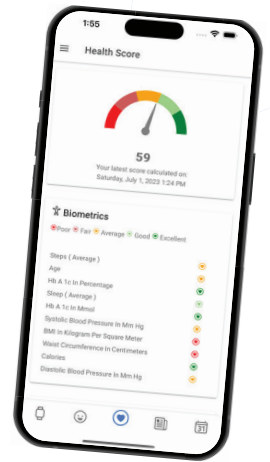 1:55
Health Score
59
Your latest score calculated on
Saturday, July 1, 2023 1:24 PM
Biometrics
Poor Fair Average Good Excellent
Steps ( Average )
Age
Hb A 1c In Percentage
Sleep ( Average )
Hb A 1c In Mmol
Systolic Blood Pressure In Mm Hg
BMI In Kilogram Per Square Meter
Waist Circumference In Centimeters
Calories
Diastolic Blood Pressure In Mm Hg
31